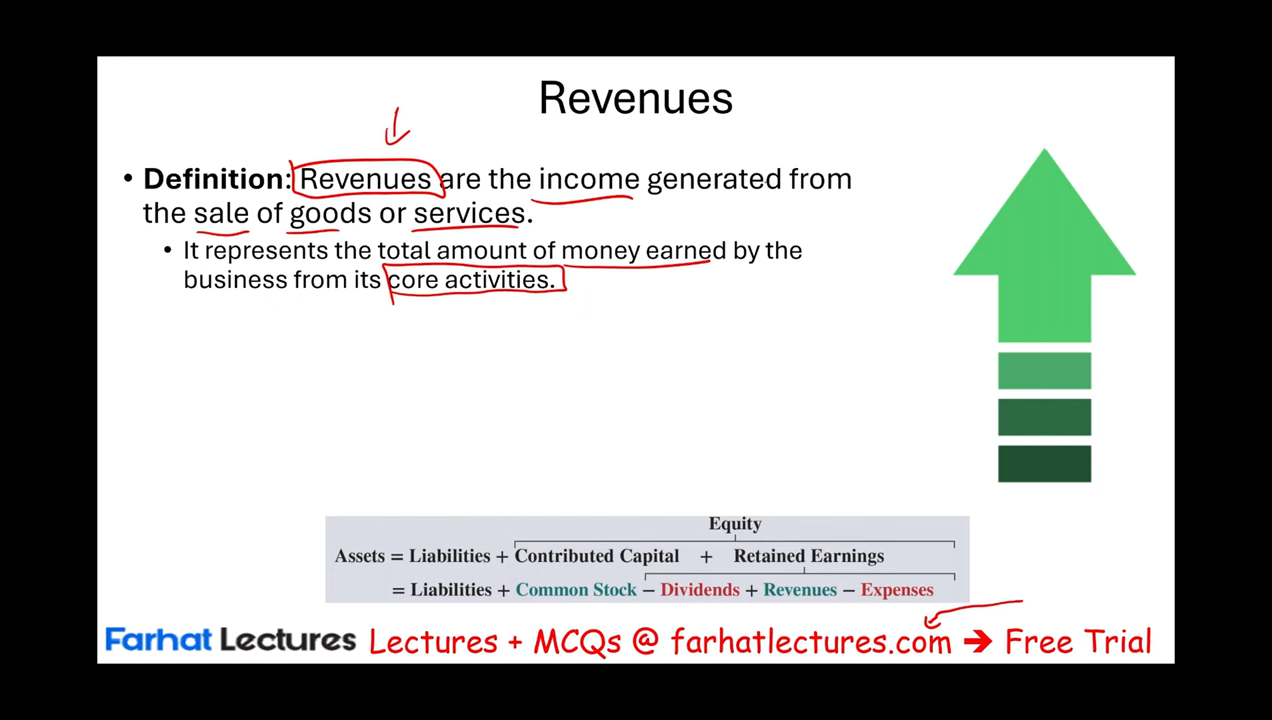 Revenues
• Definition: Revenues are the income generated from
the sale of goods or services.
• It represents the total amount of money earned by the
business from its core activities.
Equity
Assets = Liabilities + Contributed Capital + Retained Earnings
= Liabilities + Common Stock − Dividends + Revenues − Expenses
Farhat Lectures Lectures + MCQs @ farhatlectures.com ➔ Free Trial